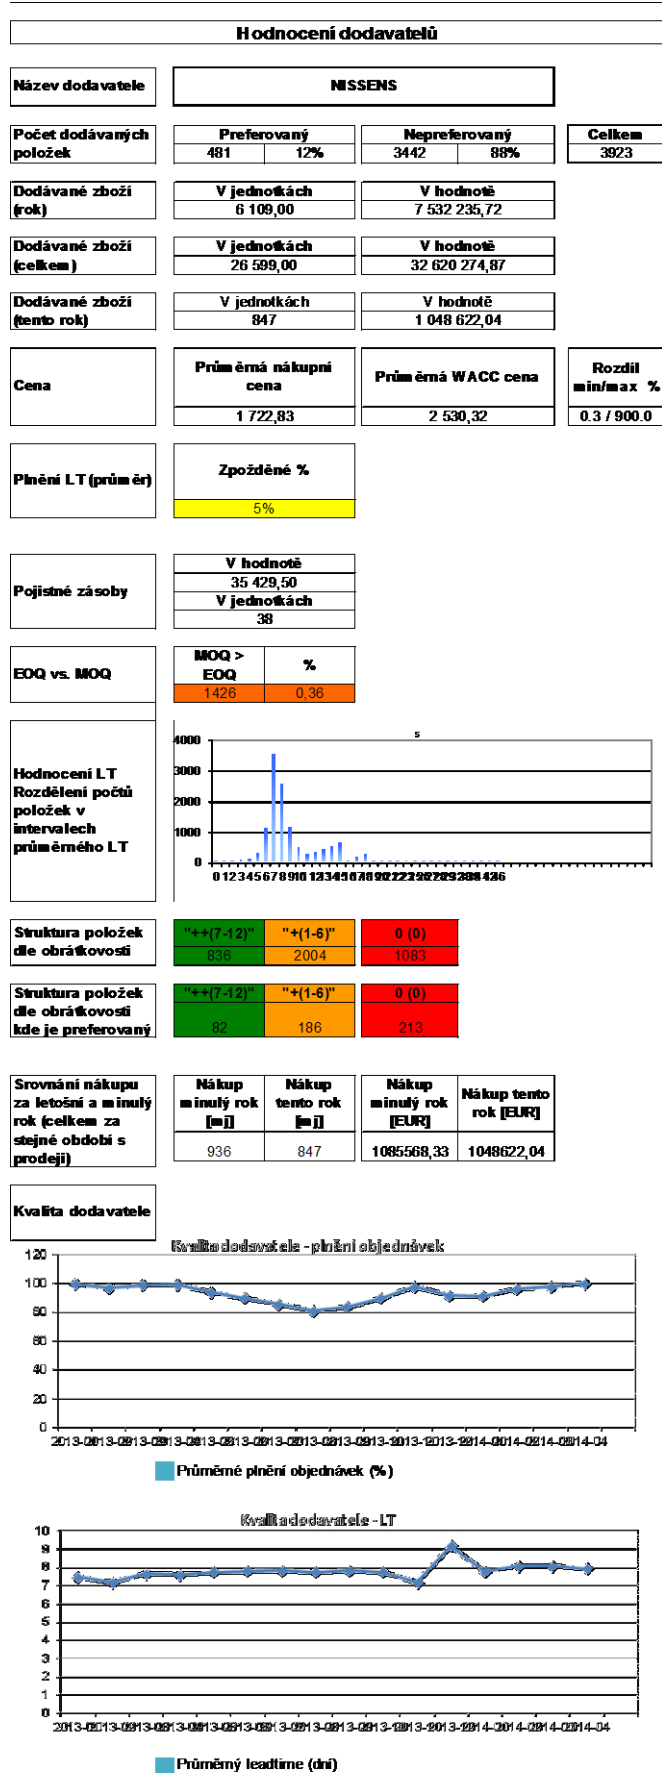 Hodnocení dodavatelů
Název dodavatele
NISSENS
Počet dodávaných položek
Preferovaný
Nepreferovaný
Celkem
481
12%
3442
88%
3923
Dodávané zboží (rok)
V jednotkách
V hodnotě
6 109,00
7 532 235,72
Dodávané zboží (celkem)
V jednotkách
V hodnotě
26 599,00
32 620 274,87
Dodávané zboží (tento rok)
V jednotkách
V hodnotě
847
1 048 622,04
Cena
Průměrná nákupní cena
Průměrná WACC cena
Rozdíl min/max %
1 722,83
2 530,32
0.3 / 900.0
Plnění LT (průměr)
Zpožděné %
5%
Pojistné zásoby
V hodnotě
35 429,50
V jednotkách
38
EOQ vs. MOQ
MOQ > EOQ
%
1426
0,36
Hodnocení LT
Rozdělení počtů
položek v
intervalech
průměrného LT
s
4000
3000
2000
1000
0
Struktura položek
dle obrátkovosti
"++(7-12)"
"+(1-6)"
0 (0)
836
2004
1083
Struktura položek
dle obrátkovosti
kde je preferovaný
"++(7-12)"
"+(1-6)"
0 (0)
82
186
213
Srovnání nákupu
za letošní a minulý
rok (celkem za
stejné období s
prodeji)
Nákup minulý rok [mj]
Nákup tento rok [mj]
Nákup minulý rok [EUR]
Nákup tento rok [EUR]
936
847
1085568,33
1048622,04
Kvalita dodavatele
Kvalita dodavatele - plnění objednávek
120
100
80
60
40
20
0
Průměrné plnění objednávek (%)
Kvalita dodavatele - LT
10
9
8
7
6
5
4
3
2
1
0
Průměrný leadtime (dní)